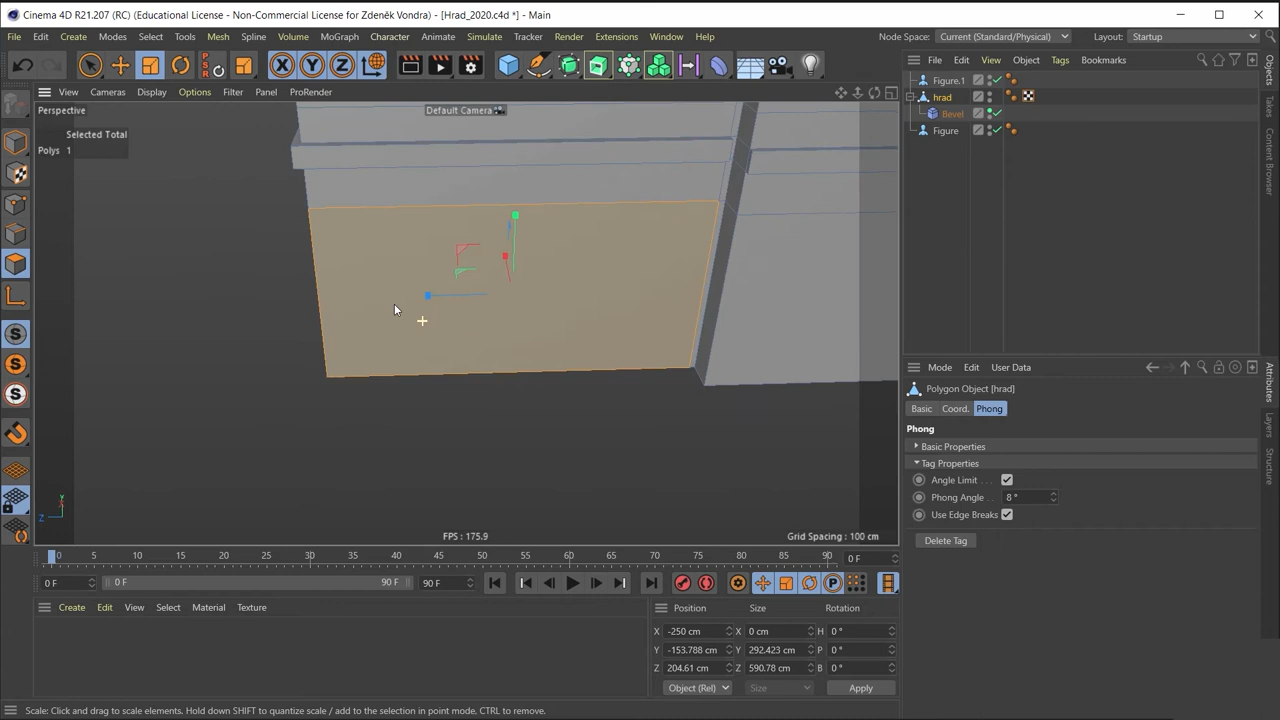 Cinema 4D R21.207 (RC) (Educational License - Non-Commercial License for Zdeněk Vondra) - [Hrad_2020.c4d *] - Main
File Edit Create Modes Select Tools Mesh Spline Volume MoGraph Character Animate Simulate Tracker Render Extensions Window Help Node Space: Current (Standard/Physical) Layout: Startup
X Y Z
File Edit View Object Tags Bookmarks
View Cameras Display Options Filter Panel ProRender
Perspective
Default Camera
Selected Total
Polys 1
Figure.1
hrad
Bevel
Figure
Objects
Takes
Content Browser
Mode Edit User Data
Polygon Object [hrad]
Basic Coord. Phong
Phong
Basic Properties
Tag Properties
Angle Limit . . .
Phong Angle . . 8 °
Use Edge Breaks
Delete Tag
Attributes
Layers
Structure
Y
Z
FPS : 175.9
Grid Spacing : 100 cm
0 5 10 15 20 25 30 35 40 45 50 55 60 65 70 75 80 85 90 0 F
0 F 0 F 90 F 90 F
Create Edit View Select Material Texture
Position Size Rotation
X -250 cm X 0 cm H 0 °
Y -153.788 cm Y 292.423 cm P 0 °
Z 204.61 cm Z 590.78 cm B 0 °
Object (Rel) Size Apply
Scale: Click and drag to scale elements. Hold down SHIFT to quantize scale / add to the selection in point mode, CTRL to remove.